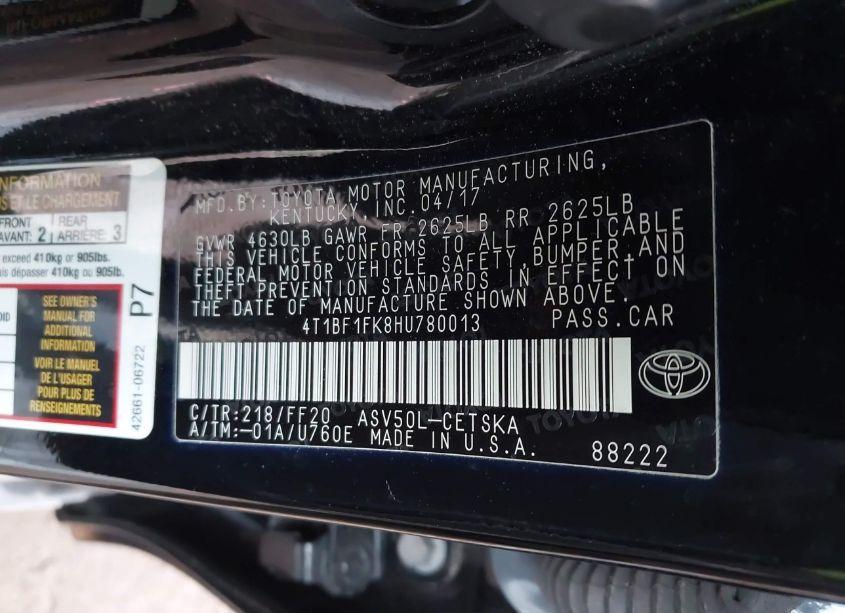 INFORMATION
S ET LE CHARGEMENT
FRONT
AVANT: 2
REAR
ARRIÈRE: 3
exceed 410kg or 905lbs.
dépasser 410kg ou 905lb.
SEE OWNER'S
MANUAL FOR
ADDITIONAL
INFORMATION
VOIR LE MANUEL
DE L'USAGER
POUR PLUS DE
RENSEIGNEMENTS
P7
42661-06722
MFD.BY:TOYOTA MOTOR MANUFACTURING,
KENTUCKY, INC. 04/17
GVWR 4630LB GAWR FR 2625LB RR 2625LB
THIS VEHICLE CONFORMS TO ALL APPLICABLE
FEDERAL MOTOR VEHICLE SAFETY, BUMPER, AND
THEFT PREVENTION STANDARDS IN EFFECT ON
THE DATE OF MANUFACTURE SHOWN ABOVE.
4T1BF1FK8HU780013 PASS.CAR
C/TR:218/FF20 ASV50L-CETSKA
A/TM:-01A/U760E MADE IN U.S.A.
88222